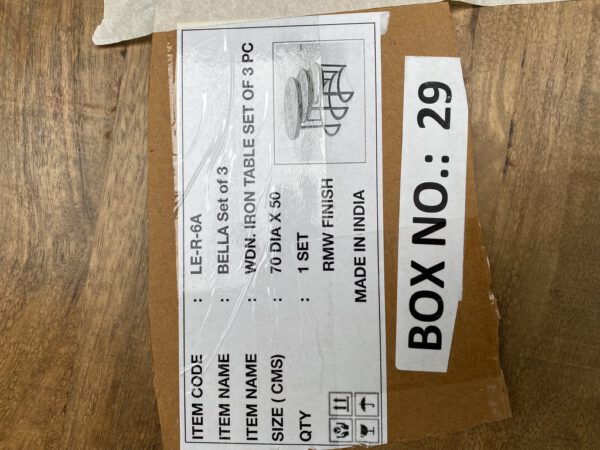 ITEM CODE : LE-R-6A
ITEM NAME : BELLA Set of 3
ITEM NAME : WDN. IRON TABLE SET OF 3 PC
SIZE ( CMS) : 70 DIA X 50
QTY : 1 SET
RMW FINISH
MADE IN INDIA
BOX NO.: 29